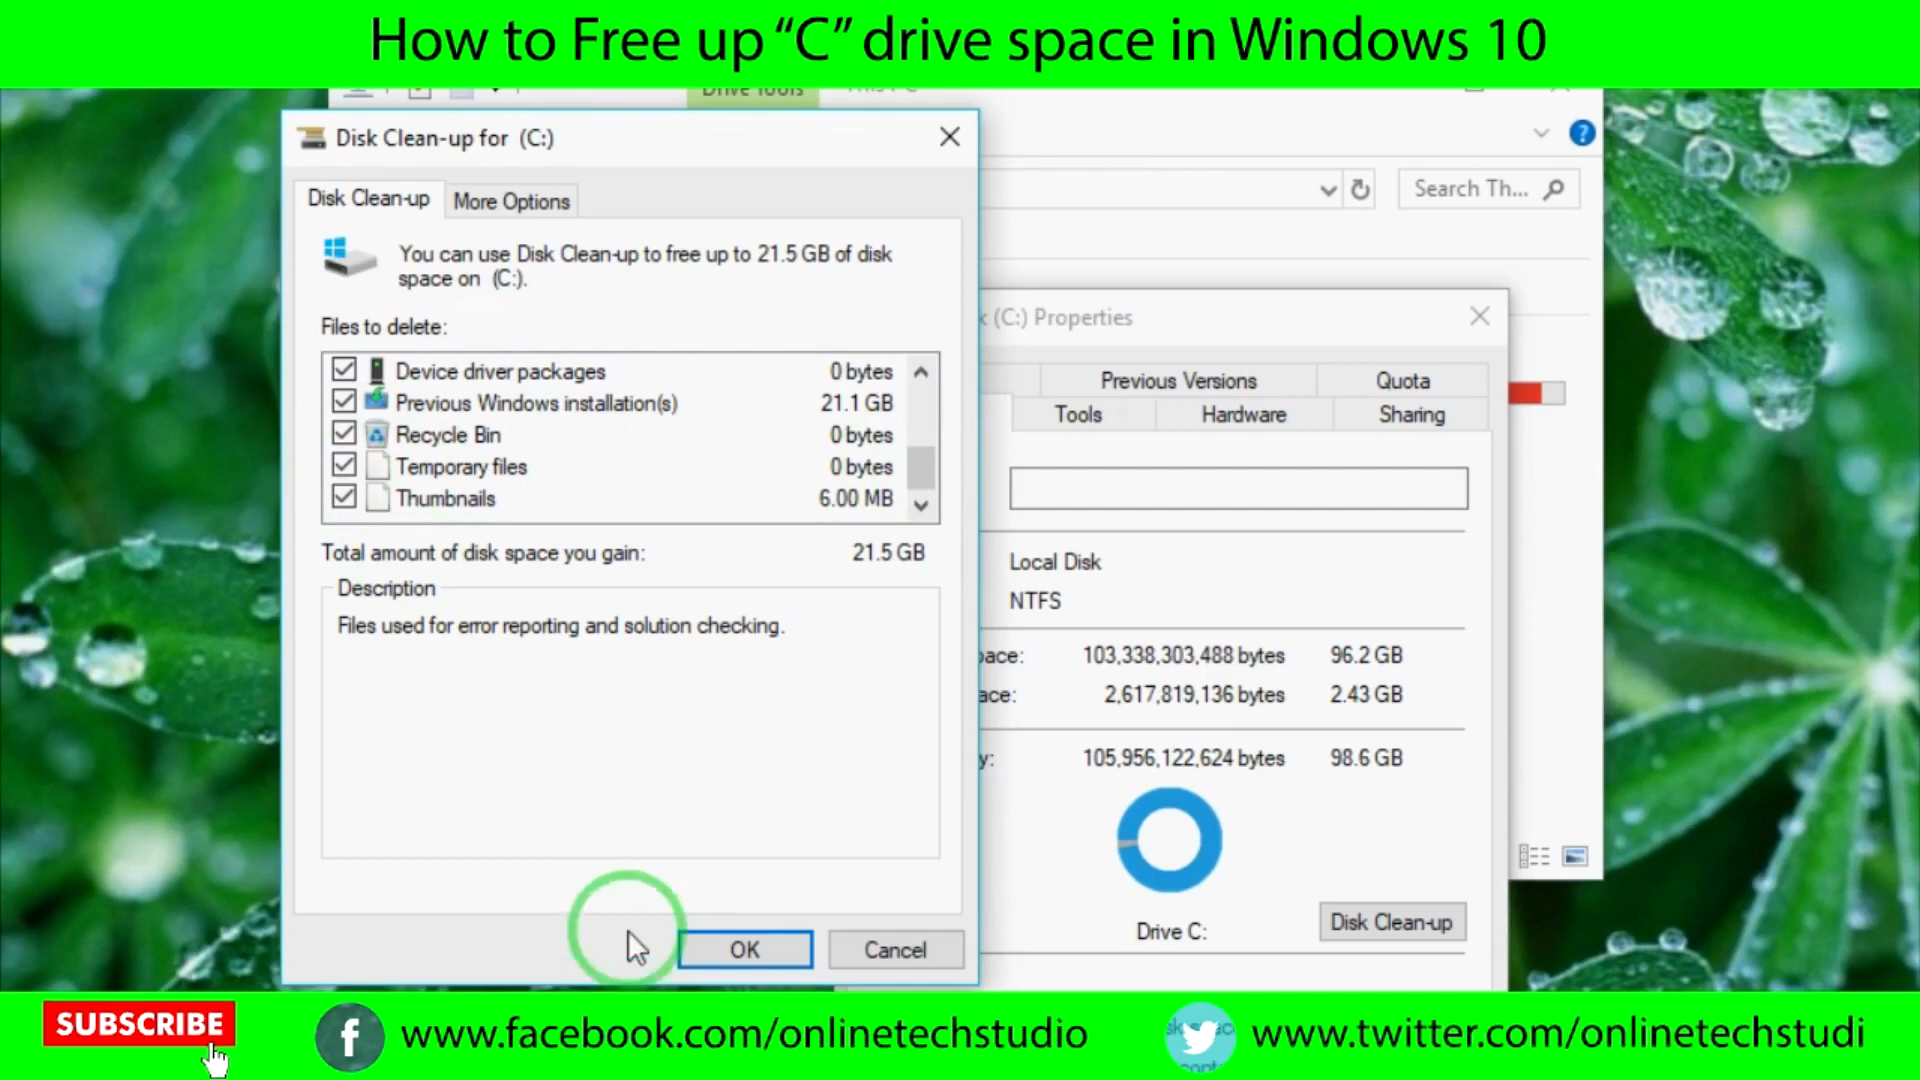 How to Free up “C” drive space in Windows 10
Drive Tools
Disk Clean-up for (C:)
Disk Clean-up
More Options
You can use Disk Clean-up to free up to 21.5 GB of disk
space on (C:).
Files to delete:
Device driver packages 0 bytes
Previous Windows installation(s) 21.1 GB
Recycle Bin 0 bytes
Temporary files 0 bytes
Thumbnails 6.00 MB
Total amount of disk space you gain: 21.5 GB
Description
Files used for error reporting and solution checking.
OK
Cancel
?
Search Th...
(C:) Properties
Previous Versions
Quota
Tools
Hardware
Sharing
Local Disk
NTFS
ace: 103,338,303,488 bytes 96.2 GB
ace: 2,617,819,136 bytes 2.43 GB
y: 105,956,122,624 bytes 98.6 GB
Drive C:
Disk Clean-up
SUBSCRIBE
f
www.facebook.com/onlinetechstudio
www.twitter.com/onlinetechstudi